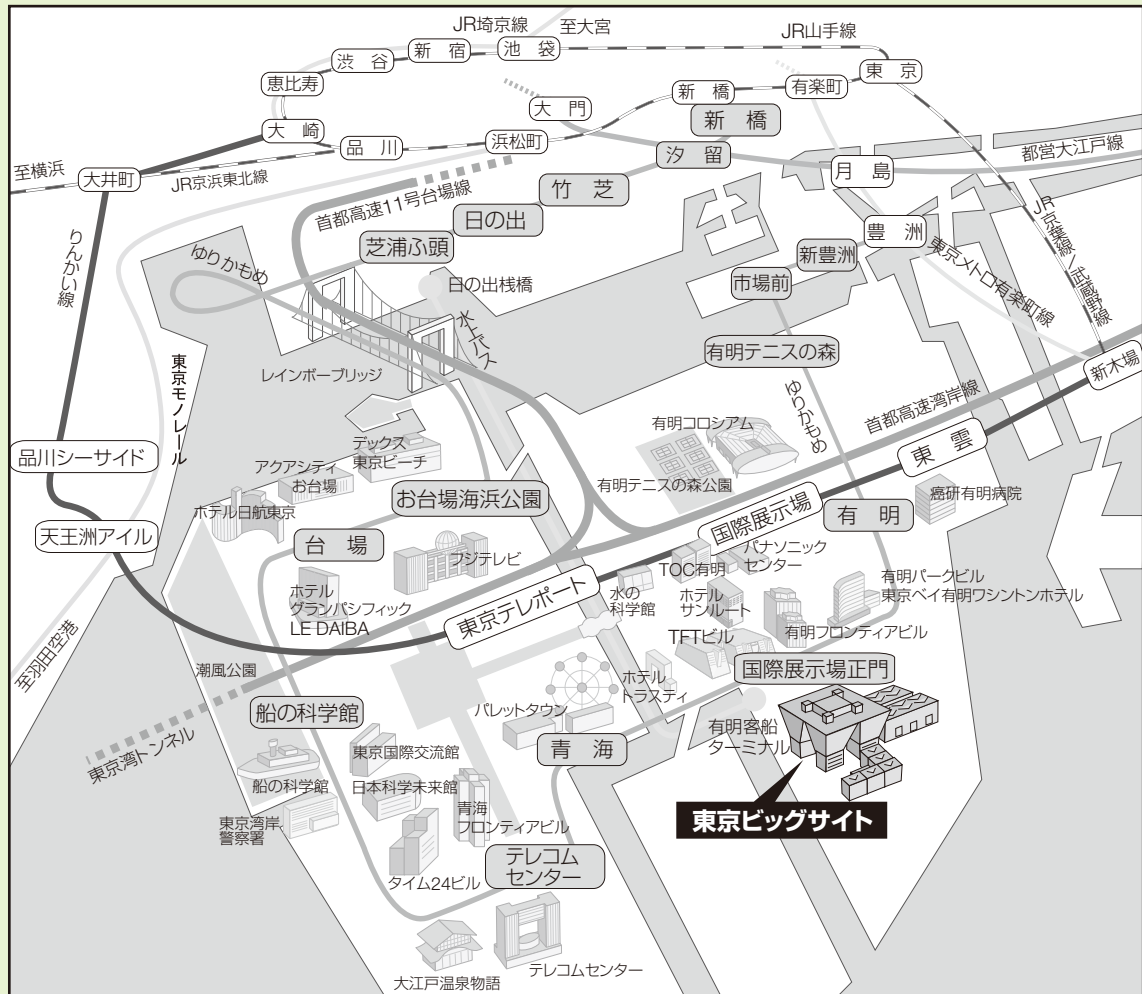 JR埼京線
至大宮
JR山手線
池袋
新宿
渋谷
恵比寿
東京
有楽町
新橋
大門
新橋
大崎
品川
浜松町
汐留
都営大江戸線
至横浜
大井町
JR京浜東北線
月島
竹芝
首都高速11号台場線
日の出
JR京葉線/武蔵野線
りんかい線
ゆりかもめ
芝浦ふ頭
豊洲
新豊洲
東京メトロ有楽町線
市場前
日の出桟橋
水上バス
有明テニスの森
新木場
レインボーブリッジ
東京モノレール
ゆりかもめ
首都高速湾岸線
有明コロシアム
デックス
東京ビーチ
品川シーサイド
アクアシティ
お台場
東雲
有明テニスの森公園
お台場海浜公園
ホテル日航東京
癌研有明病院
国際展示場
有明
天王洲アイル
台場
フジテレビ
パナソニック
センター
TOC有明
ホテル
グランパシフィック
LE DAIBA
東京テレポート
水の
科学館
ホテル
サンルート
有明パークビル
東京ベイ有明ワシントンホテル
有明フロンティアビル
TFTビル
至羽田空港
潮風公園
国際展示場正門
ホテル
トラスティ
船の科学館
パレットタウン
有明客船
ターミナル
東京湾トンネル
東京国際交流館
青海
船の科学館
日本科学未来館
青海
フロンティアビル
東京ビッグサイト
東京湾岸
警察署
テレコム
センター
タイム24ビル
大江戸温泉物語
テレコムセンター